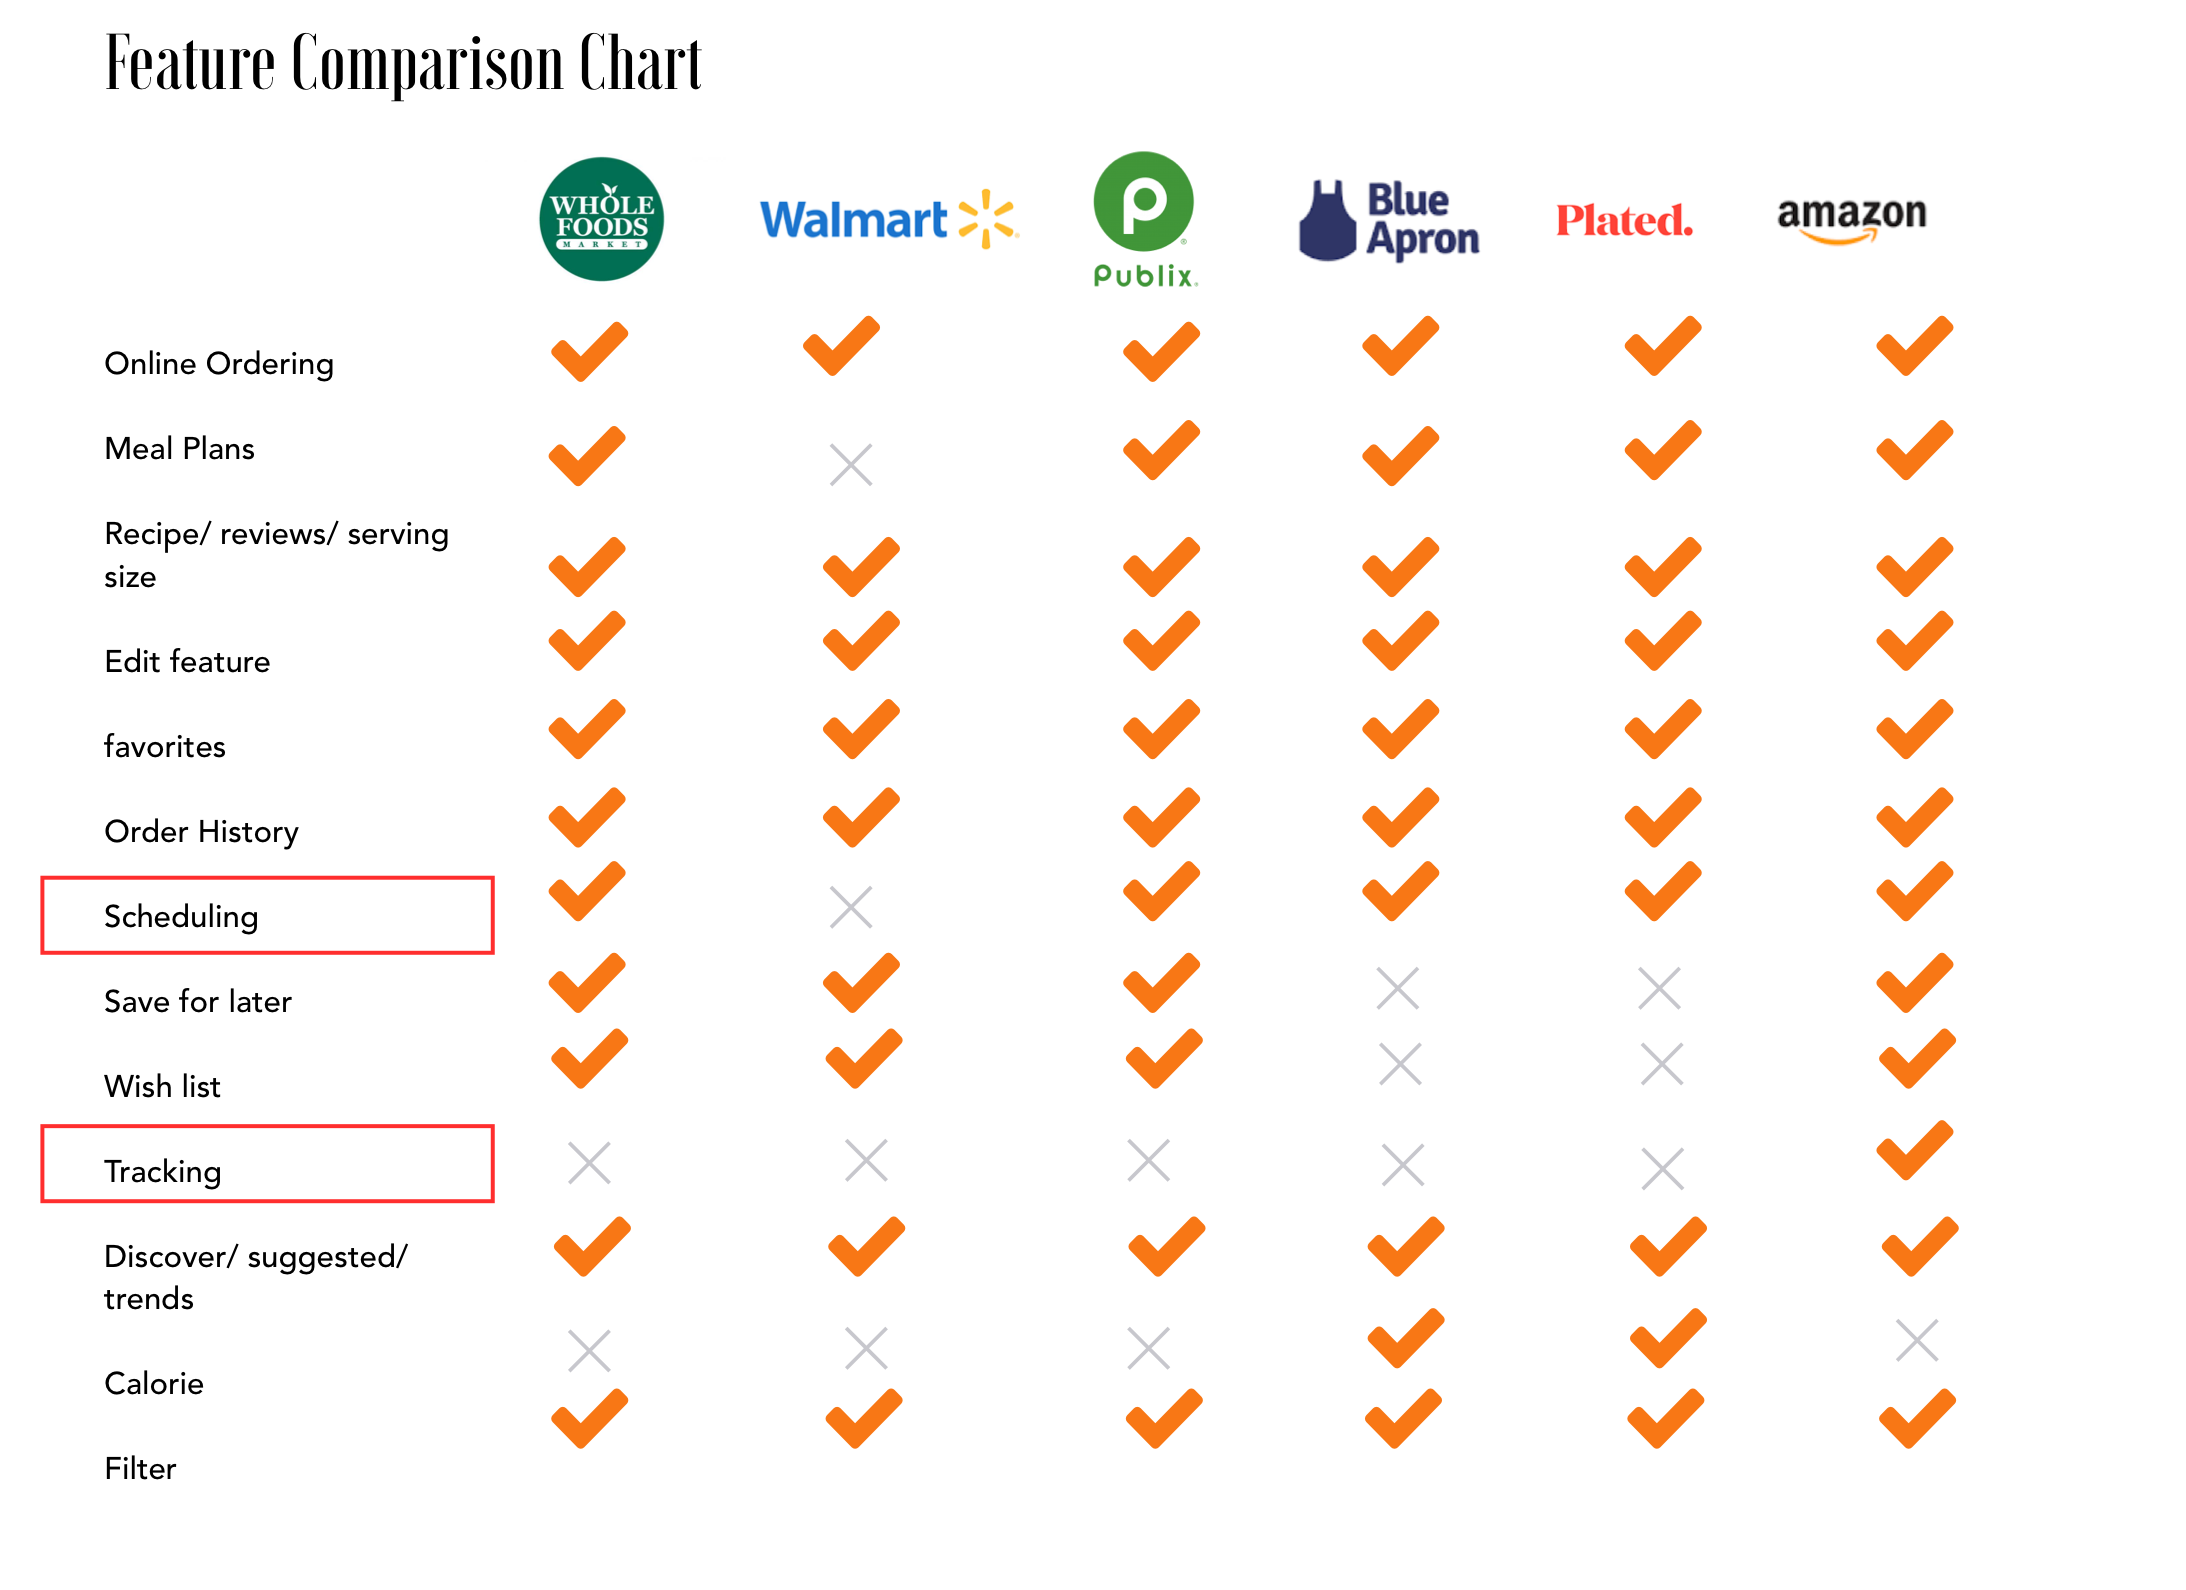 Feature Comparison Chart
WHOLE
FOODS
MARKET
Walmart
Publix
Blue
Apron
Plated.
amazon
Online Ordering
Meal Plans
Recipe/ reviews/ serving
size
Edit feature
favorites
Order History
Scheduling
Save for later
Wish list
Tracking
Discover/ suggested/
trends
Calorie
Filter